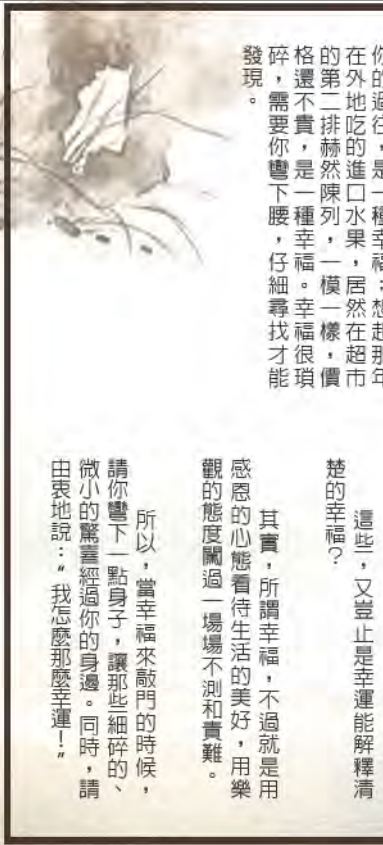 你的過往，是一種幸福；想起那年
在外地吃的進口水果，居然在超市
的第二排赫然陳列，一模一樣，價
格還不貴，是一種幸福。幸福很瑣
碎，需要你彎下腰，仔細尋找才能
發現。
這些，又豈止是幸運能解釋清
楚的幸福？
其實，所謂幸福，不過就是用
感恩的心態看待生活的美好，用樂
觀的態度闖過一場場不測和責難。
所以，當幸福來敲門的時候，
請你彎下一點身子，讓那些細碎的、
微小的驚喜經過你的身邊。同時，請
由衷地說：“我怎麼那麼幸運！”